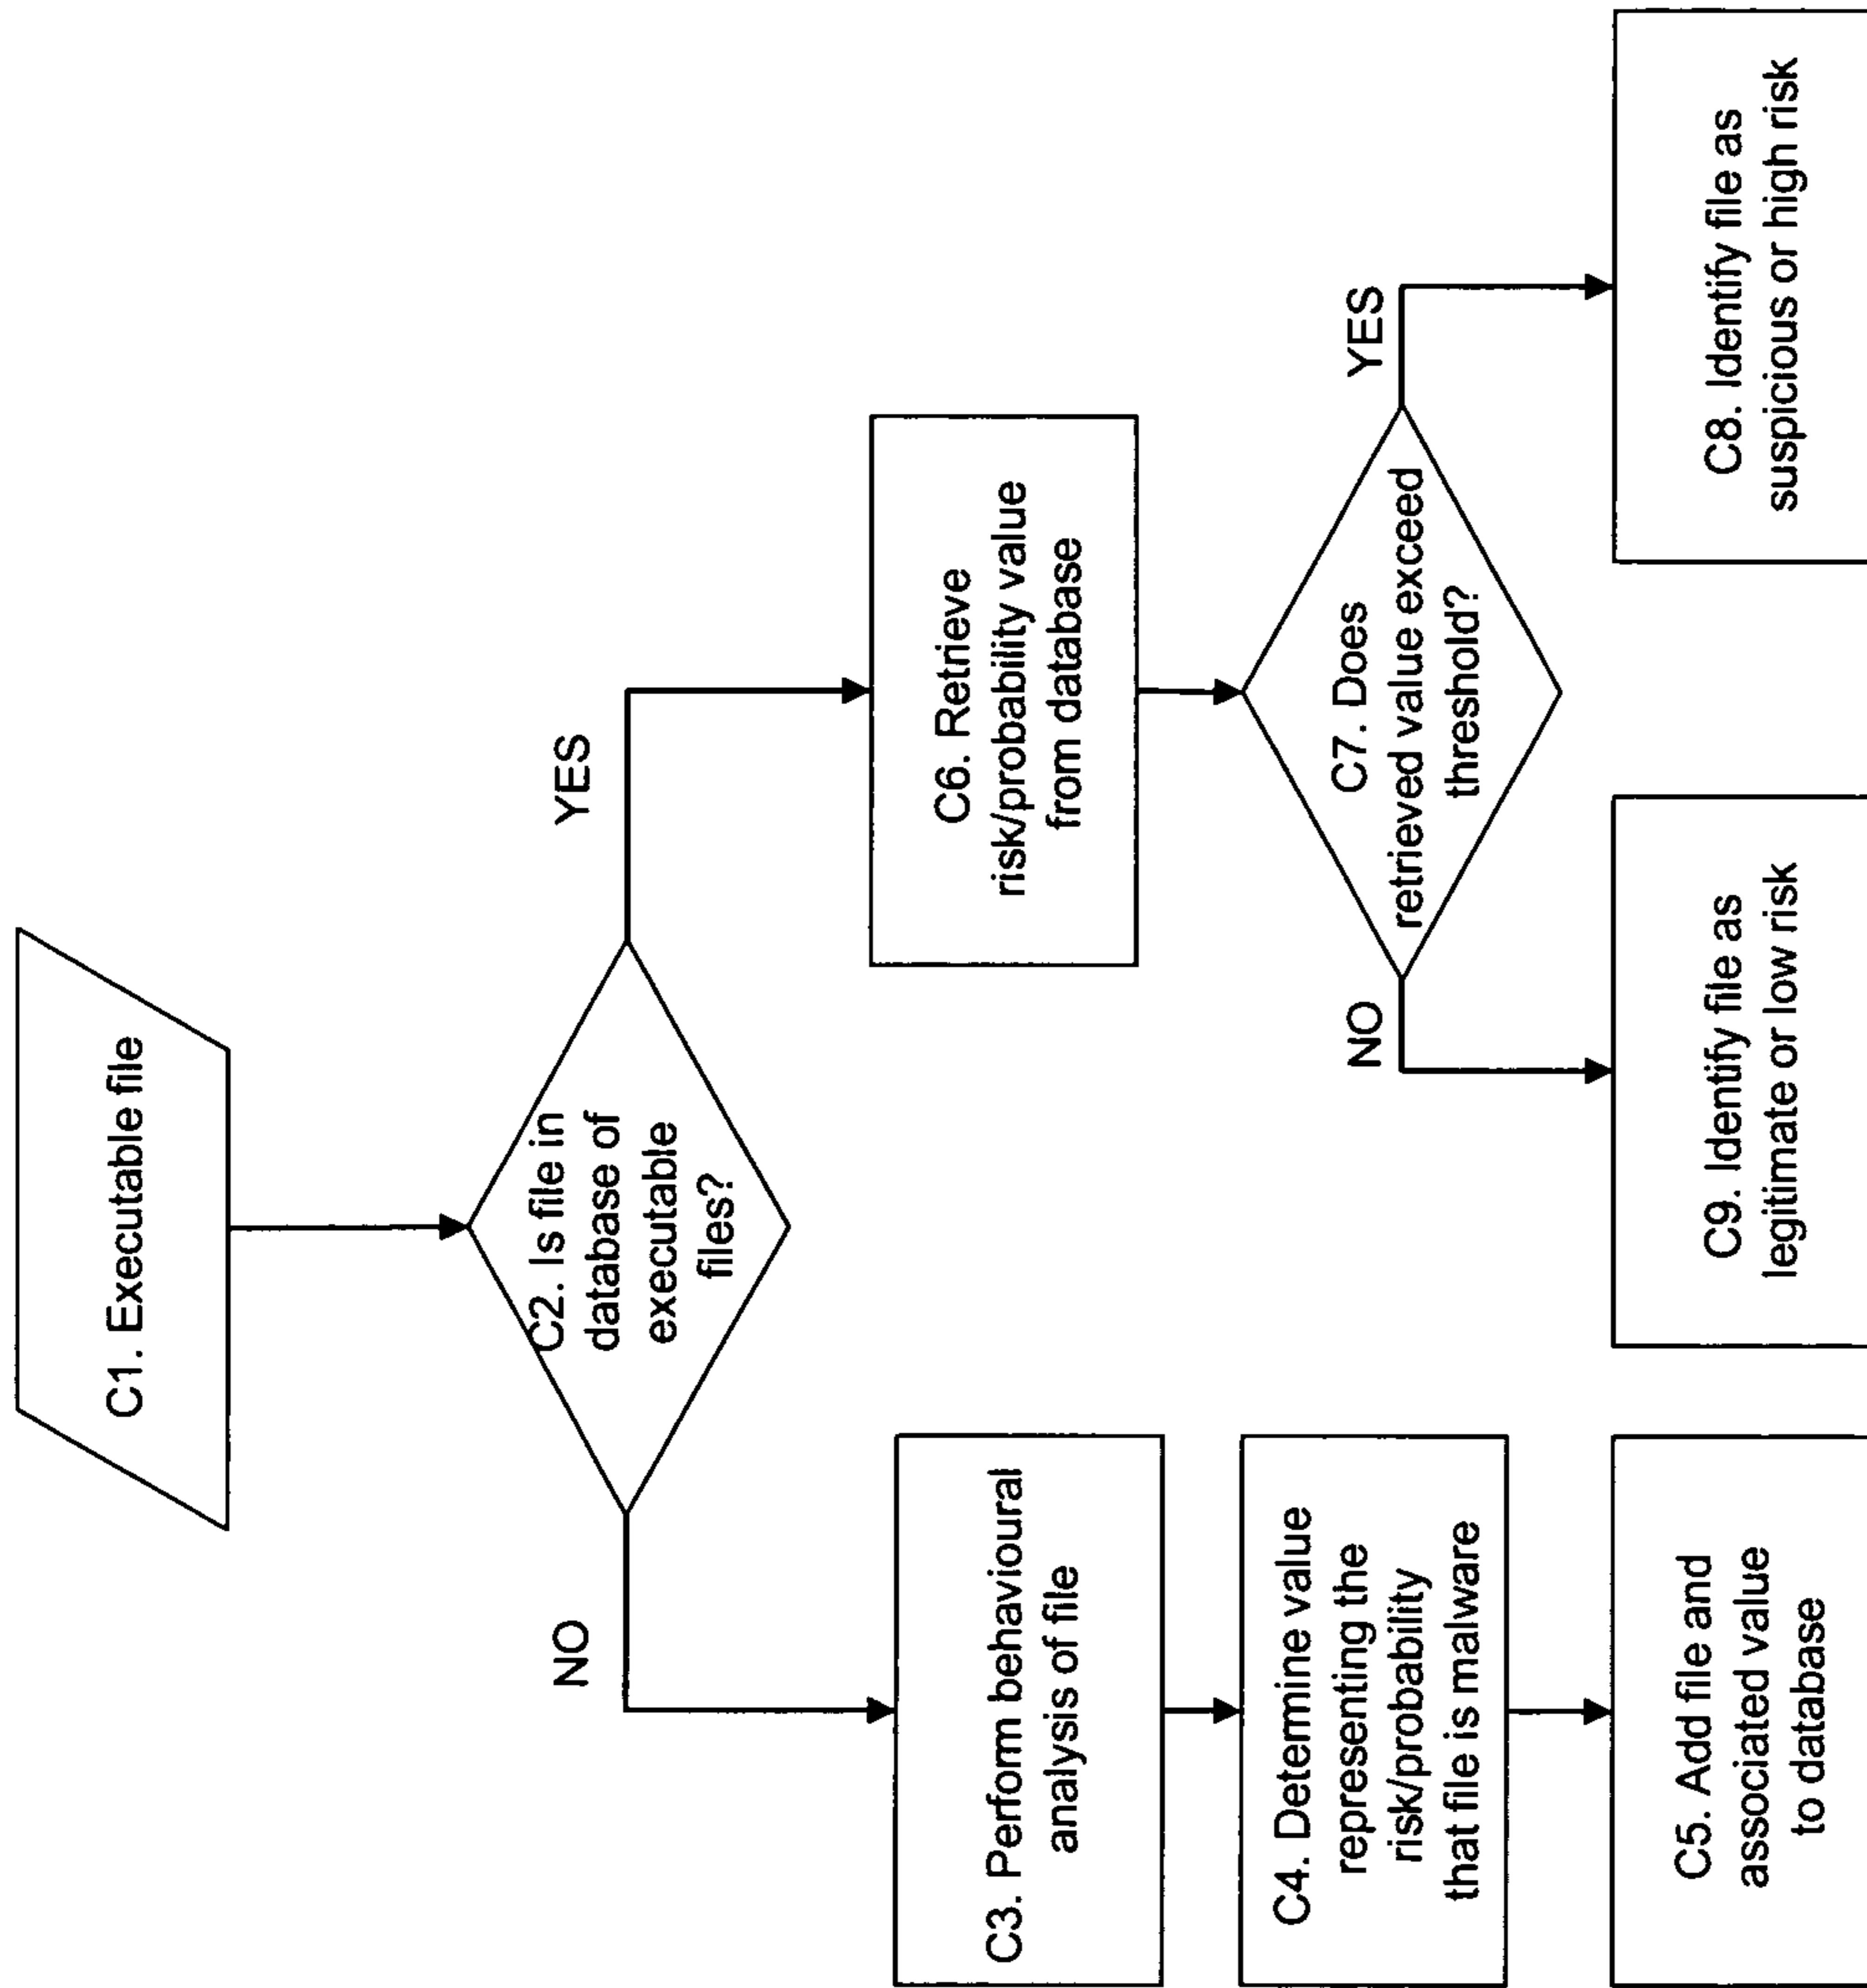 C1. Executable file
C2. Is file in
database of
executable
files?
NO
YES
C3. Perform behavioural
analysis of file
C4. Determine value
representing the
risk/probability
that file is malware
C5. Add file and
associated value
to database
C6. Retrieve
risk/probability value
from database
C7. Does
retrieved value exceed
threshold?
NO
YES
C9. Identify file as
legitimate or low risk
C8. Identify file as
suspicious or high risk